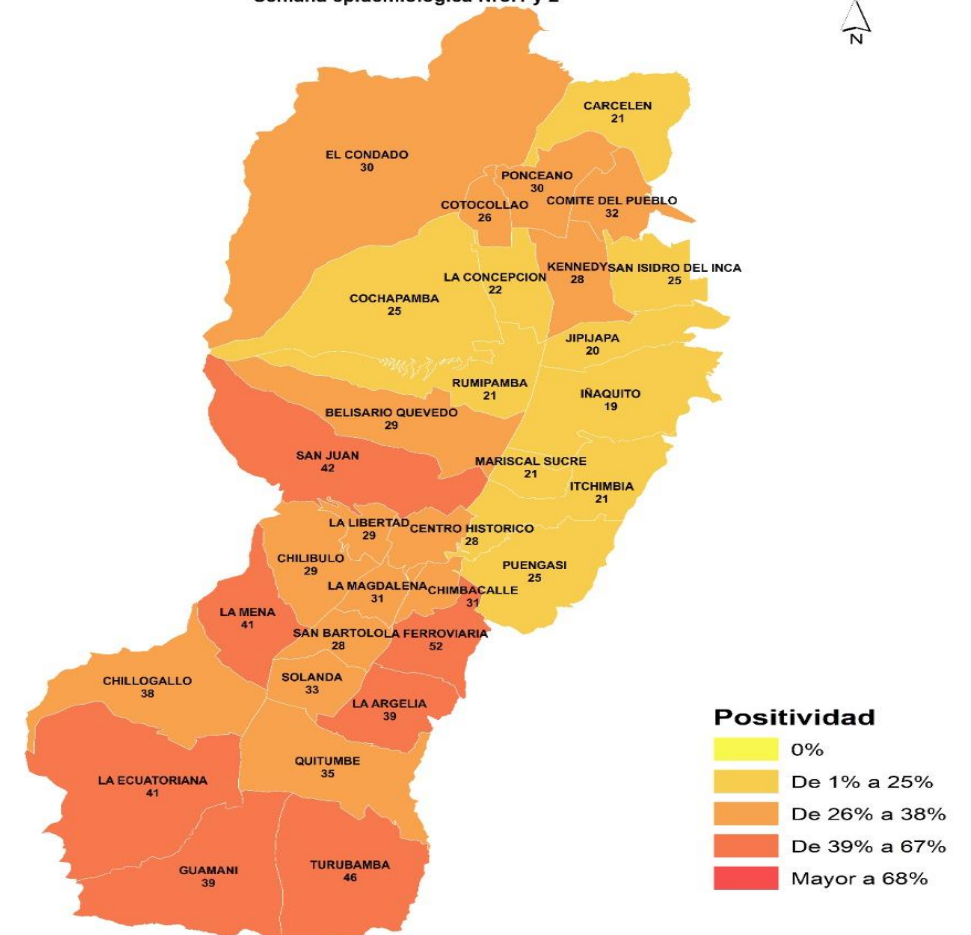 Semana epidemiológica Nro.1 y 2
N
CARCELEN
21
EL CONDADO
30
PONCEANO
30
COTOCOLLAO
26
COMITE DEL PUEBLO
32
KENNEDY
28
SAN ISIDRO DEL INCA
25
LA CONCEPCION
22
COCHAPAMBA
25
JIPIJAPA
20
RUMIPAMBA
21
IÑAQUITO
19
BELISARIO QUEVEDO
29
SAN JUAN
42
MARISCAL SUCRE
21
ITCHIMBIA
21
LA LIBERTAD
29
CENTRO HISTORICO
28
CHILIBULO
29
PUENGASI
25
LA MAGDALENA
31
CHIMBACALLE
31
LA MENA
41
SAN BARTOLO
28
LA FERROVIARIA
52
CHILLOGALLO
38
SOLANDA
33
LA ARGELIA
39
QUITUMBE
35
LA ECUATORIANA
41
GUAMANI
39
TURUBAMBA
46
Positividad
0%
De 1% a 25%
De 26% a 38%
De 39% a 67%
Mayor a 68%